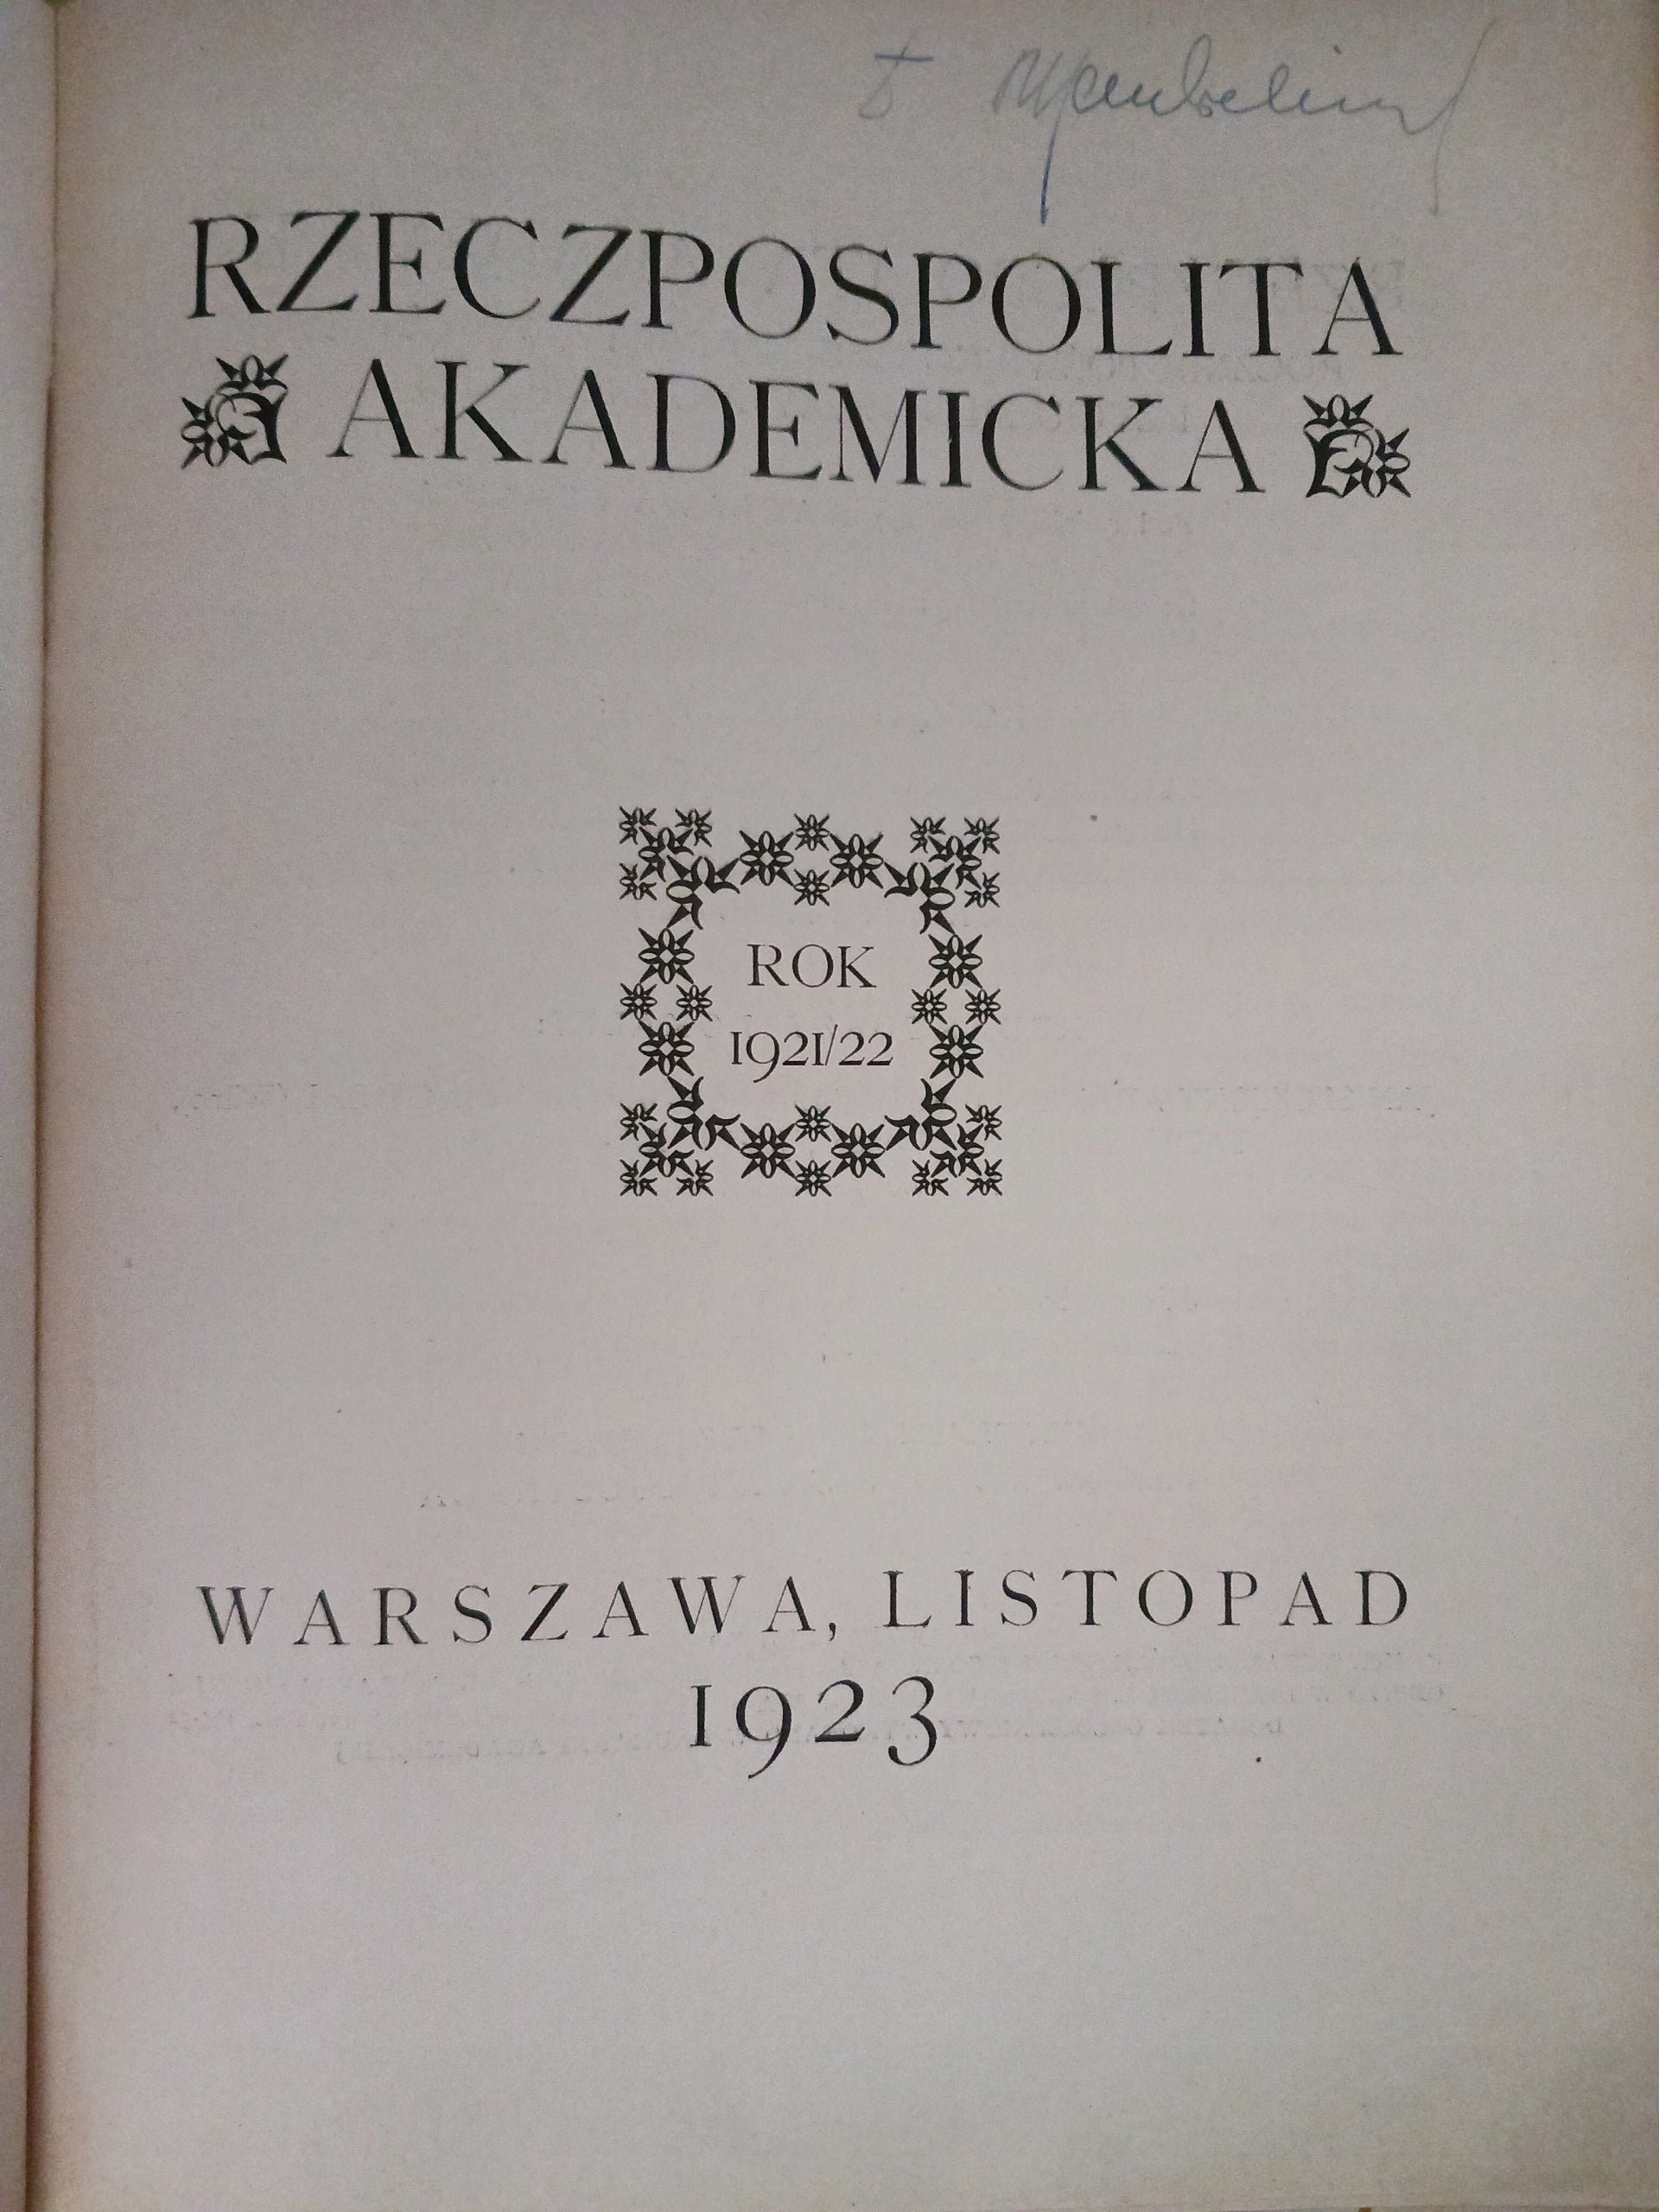 RZECZPOSPOLITA
AKADEMICKA
ROK
1921/22
WARSZAWA, LISTOPAD
1923